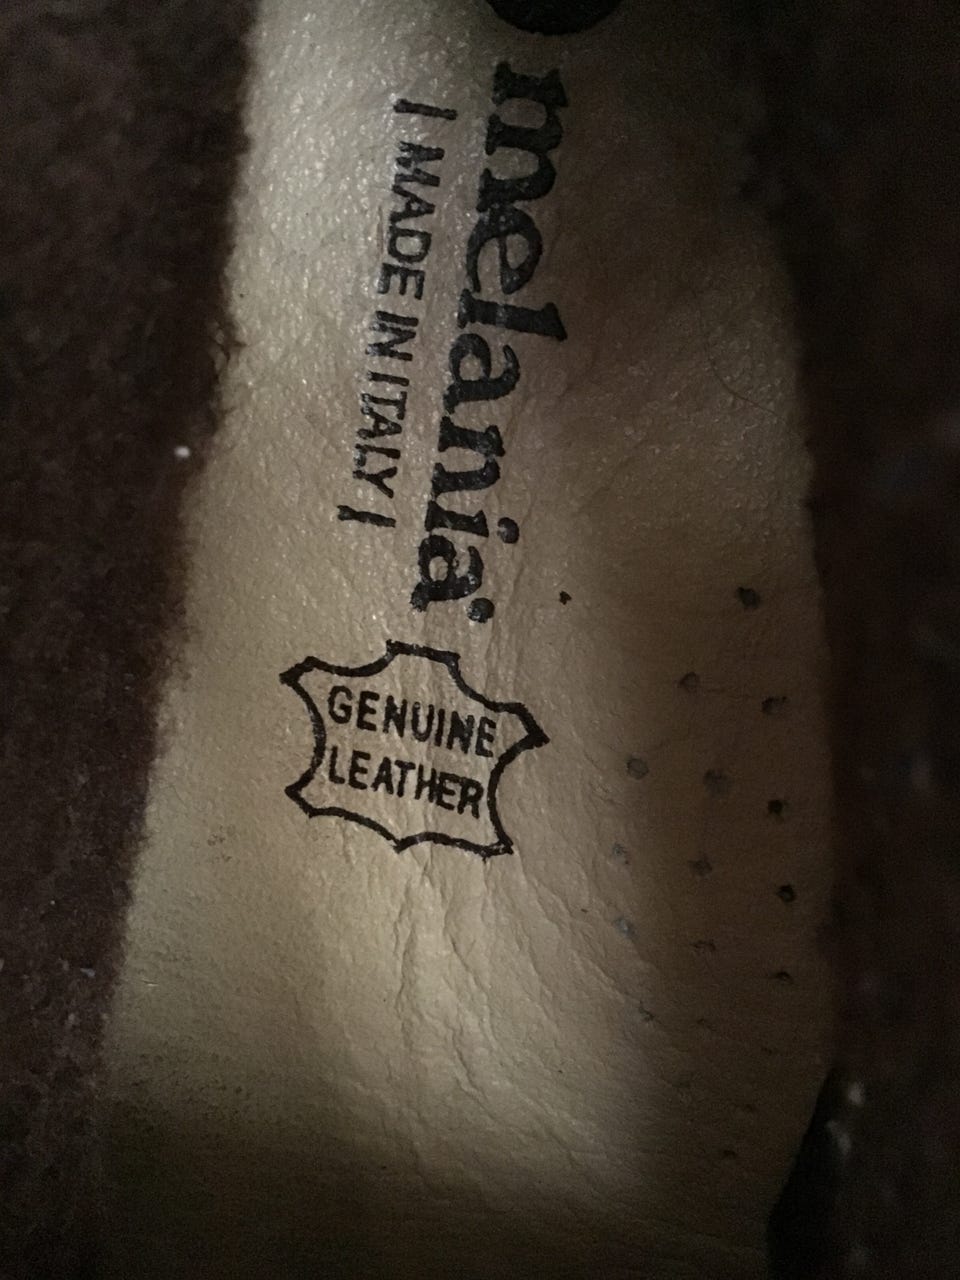 melania
| MADE IN ITALY |
GENUINE
LEATHER